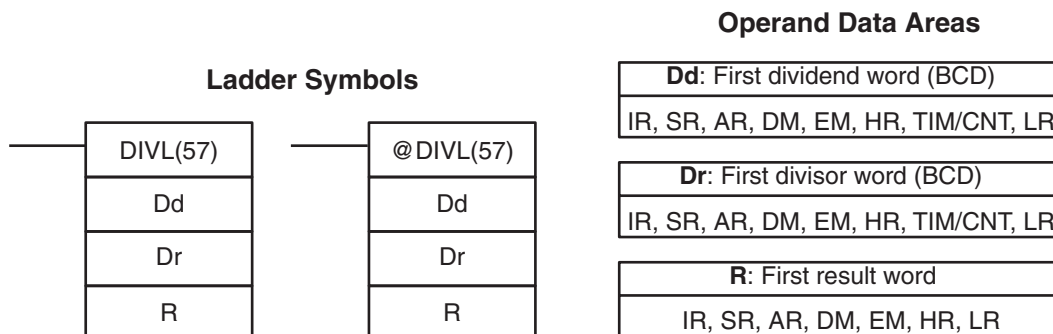 Ladder Symbols
DIVL(57)
Dd
Dr
R
@DIVL(57)
Dd
Dr
R
Operand Data Areas
Dd: First dividend word (BCD)
IR, SR, AR, DM, EM, HR, TIM/CNT, LR
Dr: First divisor word (BCD)
IR, SR, AR, DM, EM, HR, TIM/CNT, LR
R: First result word
IR, SR, AR, DM, EM, HR, LR